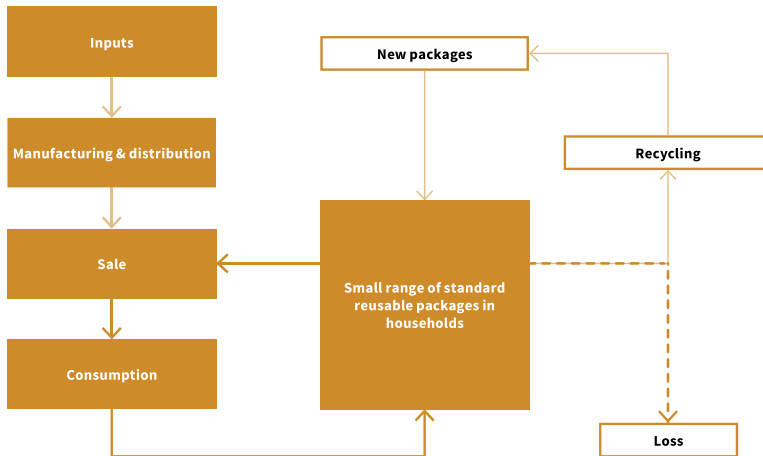 Inputs
New packages
Manufacturing & distribution
Recycling
Sale
Small range of standard
reusable packages in
households
Consumption
Loss